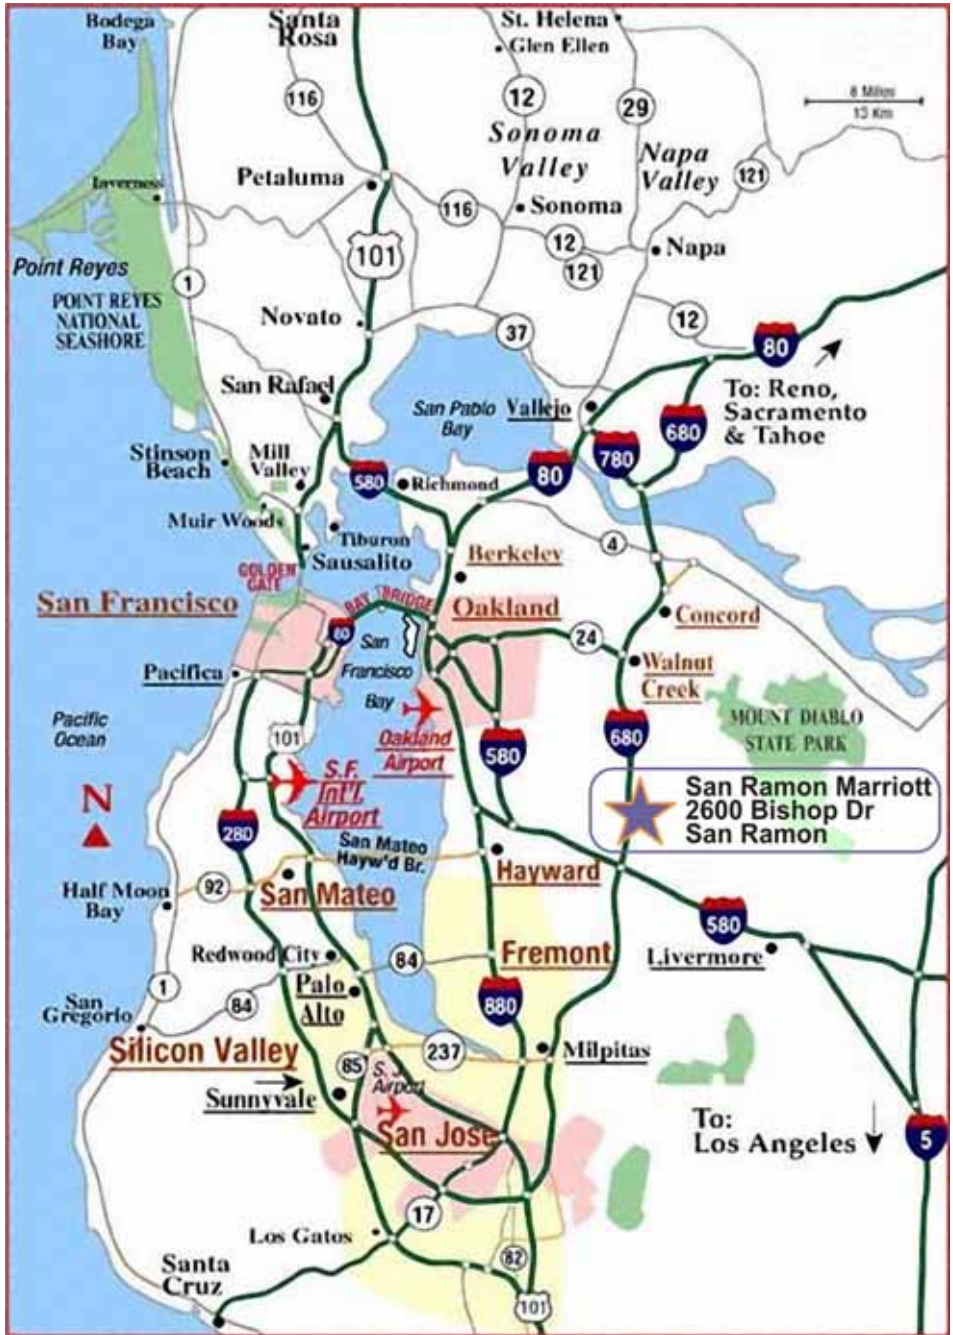 Bodega
Bay
Santa
Rosa
St. Helena
Glen Ellen
116
12
29
8 Miles
13 Km
Sonoma
Valley
Napa
Valley
121
Inverness
Petaluma
116
Sonoma
12
121
Napa
Point Reyes
1
101
POINT REYES
NATIONAL
SEASHORE
Novato
37
12
80
To: Reno,
Sacramento
& Tahoe
San Rafael
San Pablo
Bay
Vallejo
680
780
80
Stinson
Beach
Mill
Valley
580
Richmond
Muir Woods
Tiburon
Sausalito
4
Berkeley
GOLDEN
GATE
San Francisco
BAY BRIDGE
Oakland
Concord
80
San
Francisco
Bay
24
Walnut
Creek
Pacifica
Pacific
Ocean
101
Oakland
Airport
580
680
MOUNT DIABLO
STATE PARK
N
S.F.
Int'l.
Airport
San Ramon Marriott
2600 Bishop Dr
San Ramon
280
San Mateo
Hayw'd Br.
Hayward
Half Moon
Bay
92
San Mateo
580
Livermore
Redwood City
84
Fremont
1
84
Palo
Alto
880
San
Gregorio
Silicon Valley
85
237
Milpitas
S. J.
Airport
Sunnyvale
San Jose
To:
Los Angeles
5
17
Los Gatos
82
Santa
Cruz
101